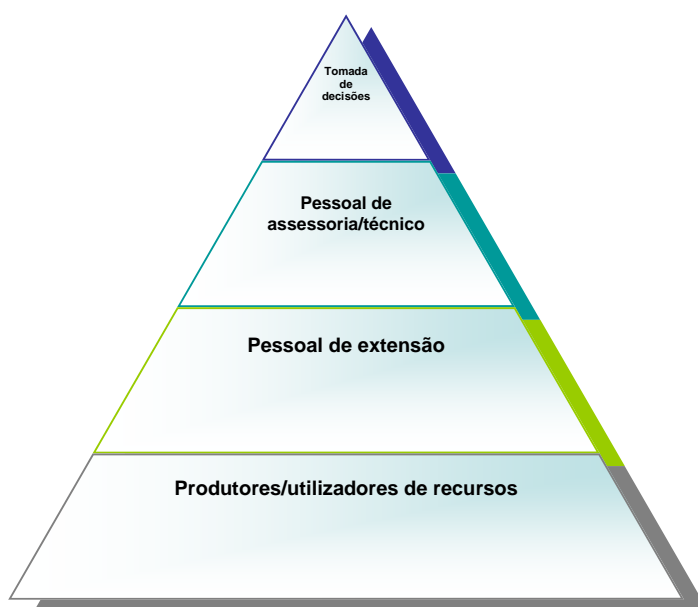 Tomada
de
decisões
Pessoal de
assessoria/técnico
Pessoal de extensão
Produtores/utilizadores de recursos